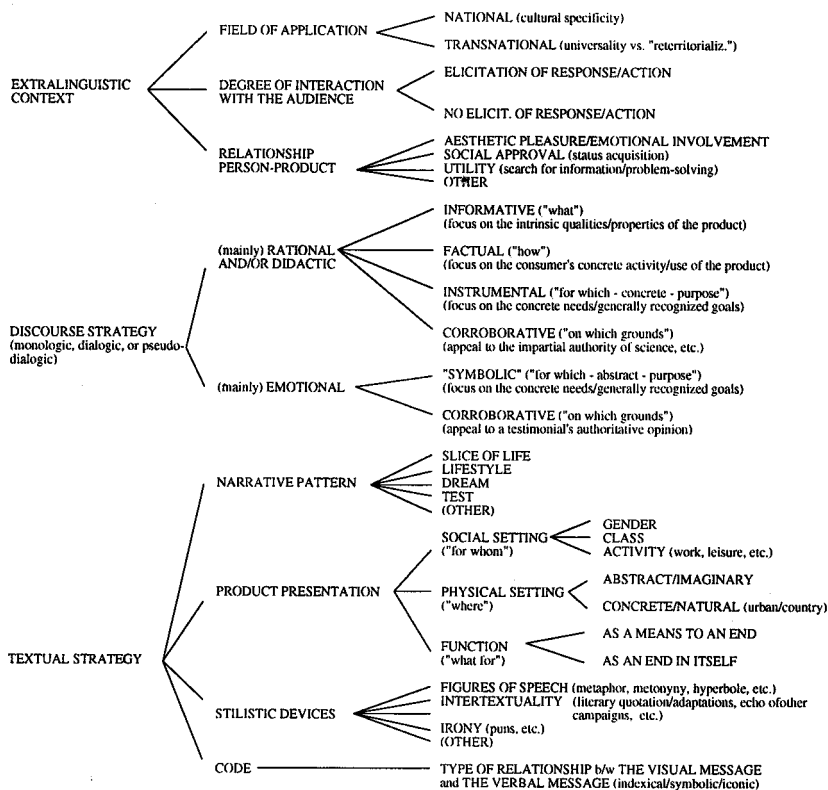 EXTRALINGUISTIC
CONTEXT
FIELD OF APPLICATION
NATIONAL (cultural specificity)
TRANSNATIONAL (universality vs. "reterritorializ.")
DEGREE OF INTERACTION
WITH THE AUDIENCE
ELICITATION OF RESPONSE/ACTION
NO ELICIT. OF RESPONSE/ACTION
RELATIONSHIP
PERSON-PRODUCT
AESTHETIC PLEASURE/EMOTIONAL INVOLVEMENT
SOCIAL APPROVAL (status acquisition)
UTILITY (search for information/problem-solving)
OTHER
DISCOURSE STRATEGY
(monologic, dialogic, or pseudo-
dialogic)
(mainly) RATIONAL
AND/OR DIDACTIC
INFORMATIVE ("what")
(focus on the intrinsic qualities/properties of the product)
FACTUAL ("how")
(focus on the consumer's concrete activity/use of the product)
INSTRUMENTAL ("for which - concrete - purpose")
(focus on the concrete needs/generally recognized goals)
CORROBORATIVE ("on which grounds")
(appeal to the impartial authority of science, etc.)
(mainly) EMOTIONAL
"SYMBOLIC" ("for which - abstract - purpose")
(focus on the concrete needs/generally recognized goals)
CORROBORATIVE ("on which grounds")
(appeal to a testimonial's authoritative opinion)
TEXTUAL STRATEGY
NARRATIVE PATTERN
SLICE OF LIFE
LIFESTYLE
DREAM
TEST
(OTHER)
PRODUCT PRESENTATION
SOCIAL SETTING
("for whom")
GENDER
CLASS
ACTIVITY (work, leisure, etc.)
PHYSICAL SETTING
("where")
ABSTRACT/IMAGINARY
CONCRETE/NATURAL (urban/country)
FUNCTION
("what for")
AS A MEANS TO AN END
AS AN END IN ITSELF
STILISTIC DEVICES
FIGURES OF SPEECH (metaphor, metonyny, hyperbole, etc.)
INTERTEXTUALITY (literary quotation/adaptations, echo ofother
campaigns, etc.)
IRONY (puns, etc.)
(OTHER)
CODE
TYPE OF RELATIONSHIP b/w THE VISUAL MESSAGE
and THE VERBAL MESSAGE (indexical/symbolic/iconic)